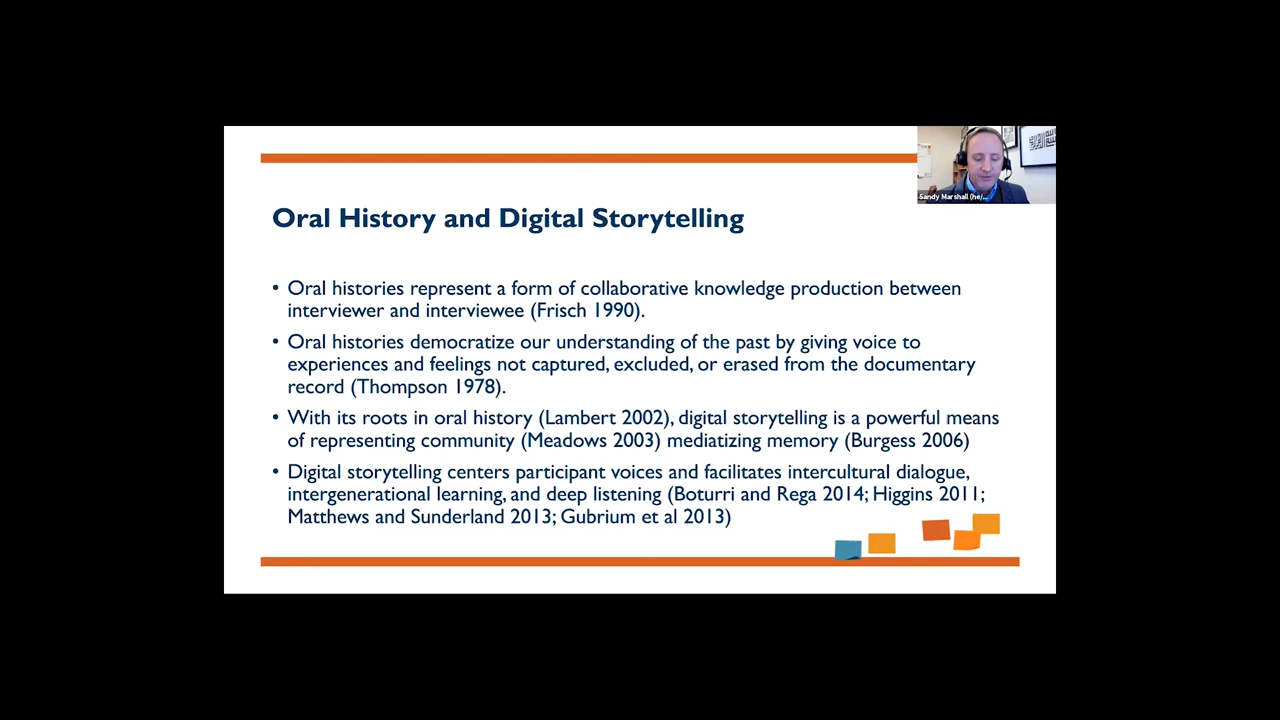 Sandy Marshall (he/...
Oral History and Digital Storytelling
• Oral histories represent a form of collaborative knowledge production between
interviewer and interviewee (Frisch 1990).
• Oral histories democratize our understanding of the past by giving voice to
experiences and feelings not captured, excluded, or erased from the documentary
record (Thompson 1978).
• With its roots in oral history (Lambert 2002), digital storytelling is a powerful means
of representing community (Meadows 2003) mediatizing memory (Burgess 2006)
• Digital storytelling centers participant voices and facilitates intercultural dialogue,
intergenerational learning, and deep listening (Boturri and Rega 2014; Higgins 2011;
Matthews and Sunderland 2013; Gubrium et al 2013)